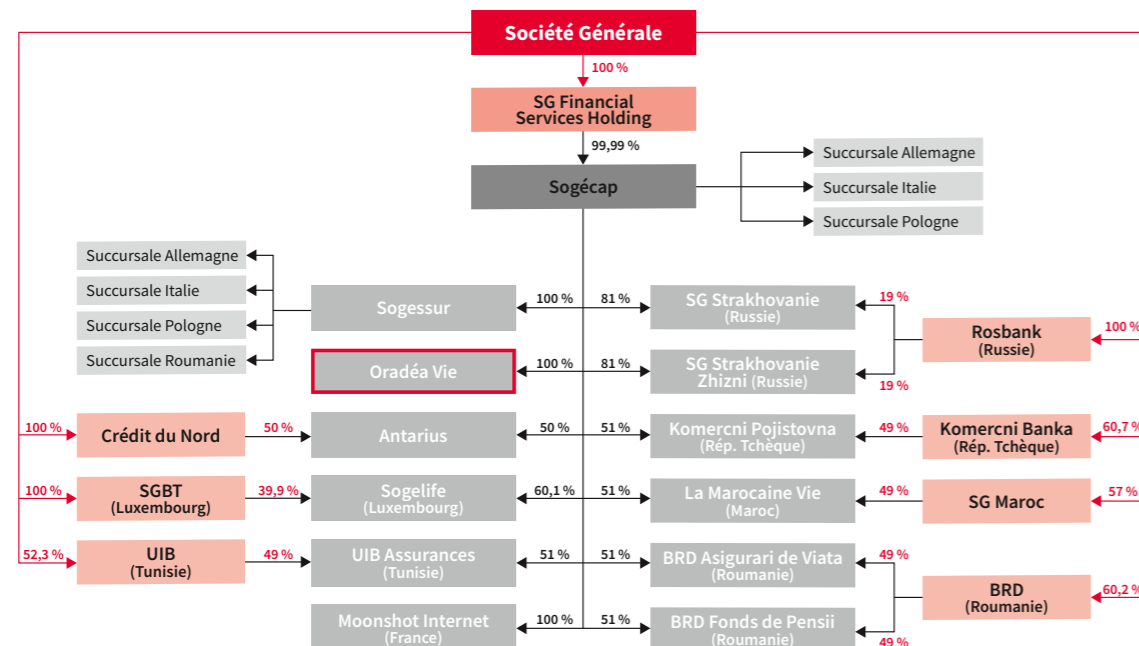 Société Générale
100 %
SG Financial
Services Holding
99,99 %
Sogécap
Succursale Allemagne
Succursale Italie
Succursale Pologne
Succursale Allemagne
Succursale Italie
Succursale Pologne
Succursale Roumanie
Sogessur
100 %
81 %
SG Strakhovanie
(Russie)
19 %
Rosbank
(Russie)
100 %
Oradéa Vie
100 %
81 %
SG Strakhovanie
Zhizni (Russie)
19 %
100 %
Crédit du Nord
50 %
Antarius
50 %
51 %
Komercni Pojistovna
(Rép. Tchèque)
49 %
Komercni Banka
(Rép. Tchèque)
60,7 %
100 %
SGBT
(Luxembourg)
39,9 %
Sogelife
(Luxembourg)
60,1 %
51 %
La Marocaine Vie
(Maroc)
49 %
SG Maroc
57 %
52,3 %
UIB
(Tunisie)
49 %
UIB Assurances
(Tunisie)
51 %
51 %
BRD Asigurari de Viata
(Roumanie)
49 %
BRD
(Roumanie)
60,2 %
Moonshot Internet
(France)
100 %
51 %
BRD Fonds de Pensii
(Roumanie)
49 %